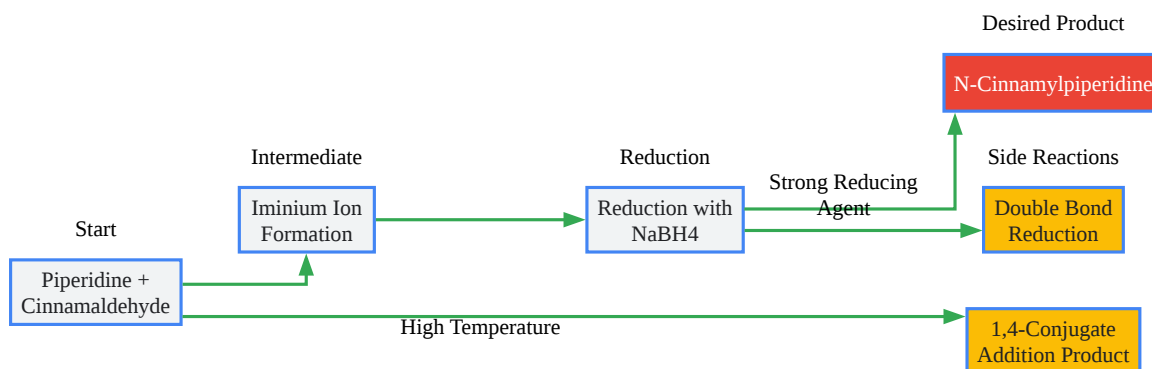 Desired Product
N-Cinnamylpiperidine
Intermediate
Reduction
Side Reactions
Strong Reducing
Agent
Iminium Ion
Formation
Reduction with
NaBH4
Double Bond
Reduction
Start
Piperidine +
Cinnamaldehyde
High Temperature
1,4-Conjugate
Addition Product